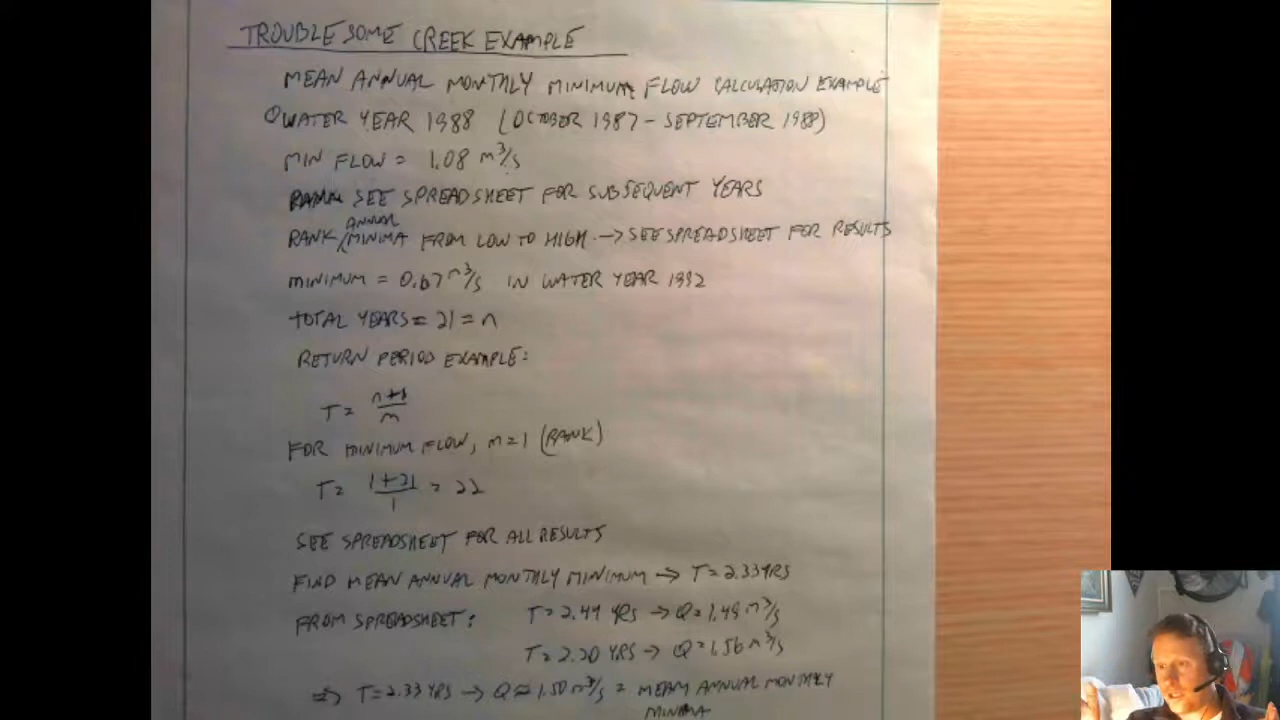 TROUBLESOME CREEK EXAMPLE
MEAN ANNUAL MONTHLY MINIMUM FLOW CALCULATION EXAMPLE
WATER YEAR 1988 (OCTOBER 1987 - SEPTEMBER 1988)
MIN FLOW = 1.08 m³/s
SEE SPREADSHEET FOR SUBSEQUENT YEARS
RANK ANNUAL MINIMA FROM LOW TO HIGH → SEE SPREADSHEET FOR RESULTS
MINIMUM = 0.67 m³/s IN WATER YEAR 1992
TOTAL YEARS = 21 = n
RETURN PERIOD EXAMPLE:
T = n+1/m
FOR MINIMUM FLOW, m=1 (RANK)
T = 1+21/1 = 22
SEE SPREADSHEET FOR ALL RESULTS
FIND MEAN ANNUAL MONTHLY MINIMUM → T=2.33YRS
FROM SPREADSHEET: T=2.44 YRS → Q=1.49 m³/s
T=2.20 YRS → Q=1.56 m³/s
⇒ T=2.33 YRS → Q≈1.50 m³/s = MEAN ANNUAL MONTHLY
MINIMA